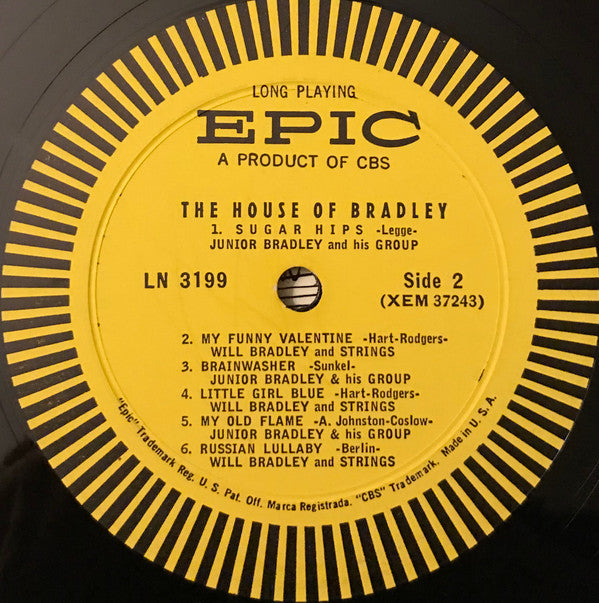 LONG PLAYING
EPIC
A PRODUCT OF CBS
THE HOUSE OF BRADLEY
1. SUGAR HIPS -Legge-
JUNIOR BRADLEY and his GROUP
LN 3199
Side 2
(XEM 37243)
2. MY FUNNY VALENTINE -Hart-Rodgers-
WILL BRADLEY and STRINGS
3. BRAINWASHER -Sunkel-
JUNIOR BRADLEY & his GROUP
4. LITTLE GIRL BLUE -Hart-Rodgers-
WILL BRADLEY and STRINGS
5. MY OLD FLAME -A. Johnston-Coslow-
JUNIOR BRADLEY & his GROUP
6. RUSSIAN LULLABY -Berlin-
WILL BRADLEY and STRINGS
"Epic" Trademark Reg. U. S. Pat. Off. Marca Registrada. "CBS" Trademark. Made in U. S. A.